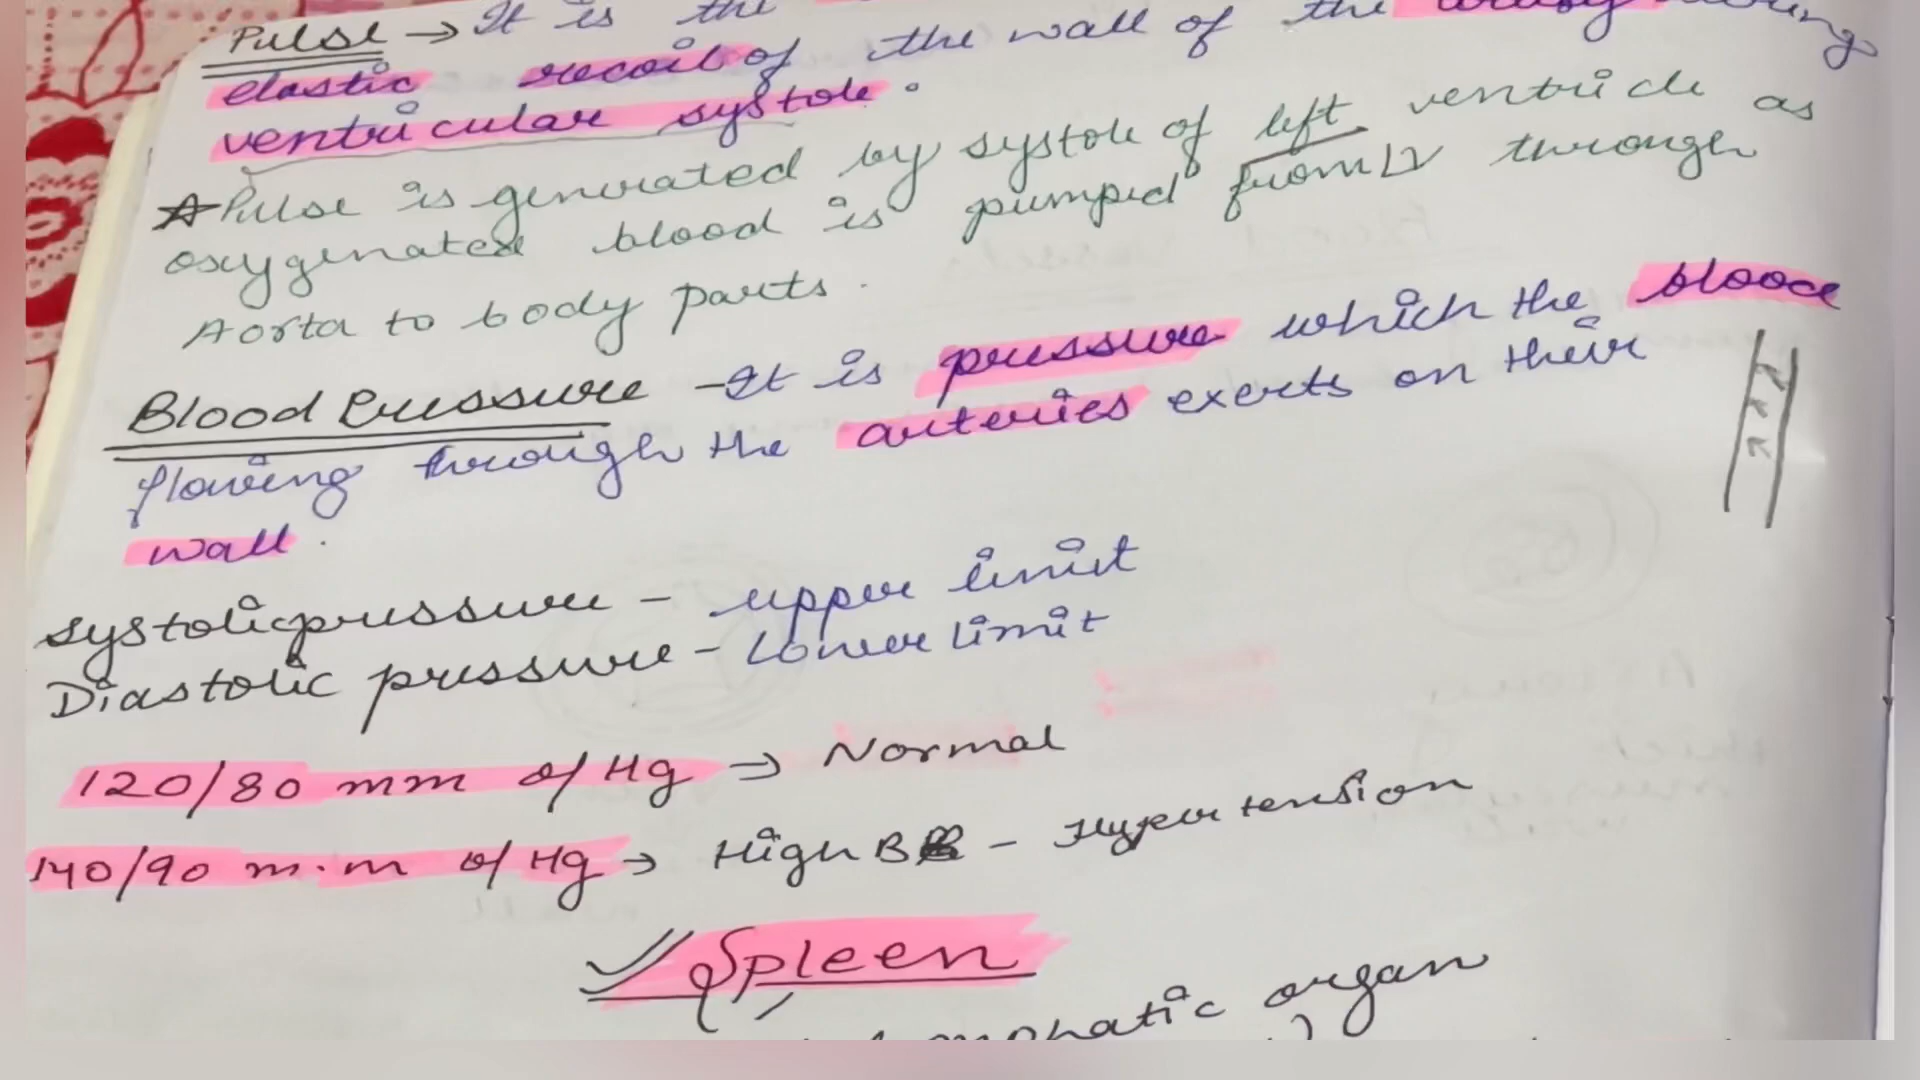 Pulse → It is the
elastic recoil of the wall of the artery during
ventricular systole.
Pulse is generated by systole of left ventricle as
oxygenated blood is pumped from LV through
Aorta to body parts.
Blood Pressure - It is pressure which the blood
flowing through the arteries exerts on their
wall.
Systolic pressure - upper limit
Diastolic pressure - Lower limit
120/80 mm of Hg → Normal
140/90 m.m of Hg → High BP - Hypertension
Spleen
organ